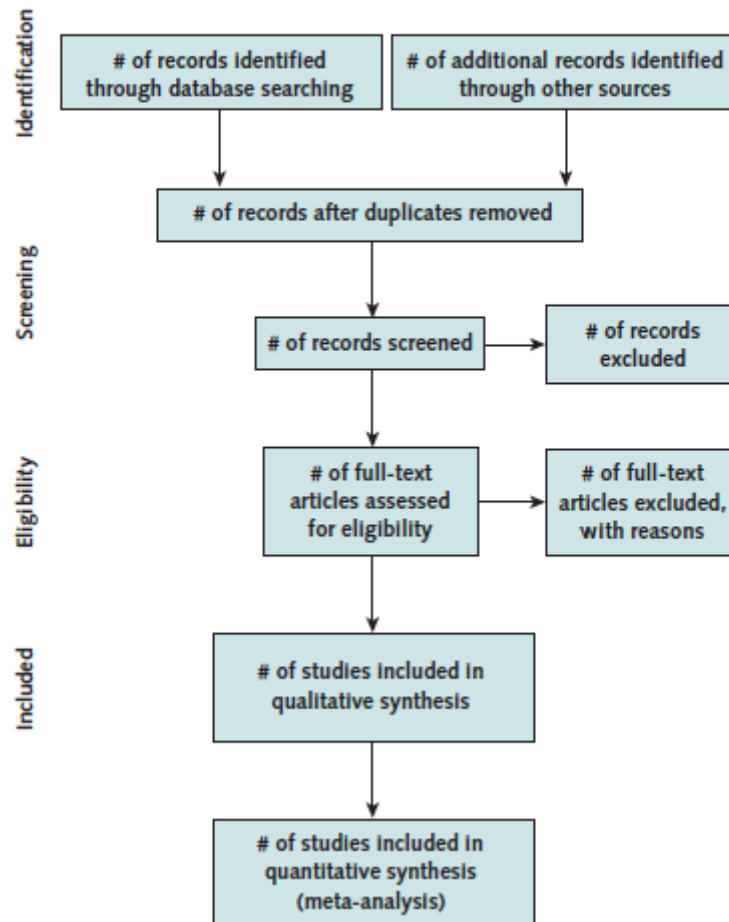 Identification
# of records identified
through database searching
# of additional records identified
through other sources
# of records after duplicates removed
Screening
# of records screened
# of records
excluded
Eligibility
# of full-text
articles assessed
for eligibility
# of full-text
articles excluded,
with reasons
Included
# of studies included in
qualitative synthesis
# of studies included in
quantitative synthesis
(meta-analysis)